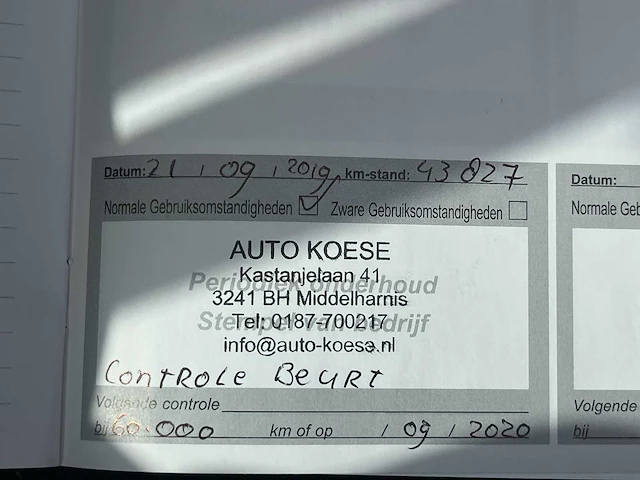 Datum: 21 / 09 / 2019 km-stand: 43827
Normale Gebruiksomstandigheden Zware Gebruiksomstandigheden
AUTO KOESE
Kastanjelaan 41
Periodiek onderhoud
3241 BH Middelharnis
Tel: 0187-700217
Stempel van bedrijf
info@auto-koese.nl
CONTROLE BEURT
Volgende controle
bij 60.000 km of op / 09 / 2020
Datum:
Normale Geb
Volgende
bij